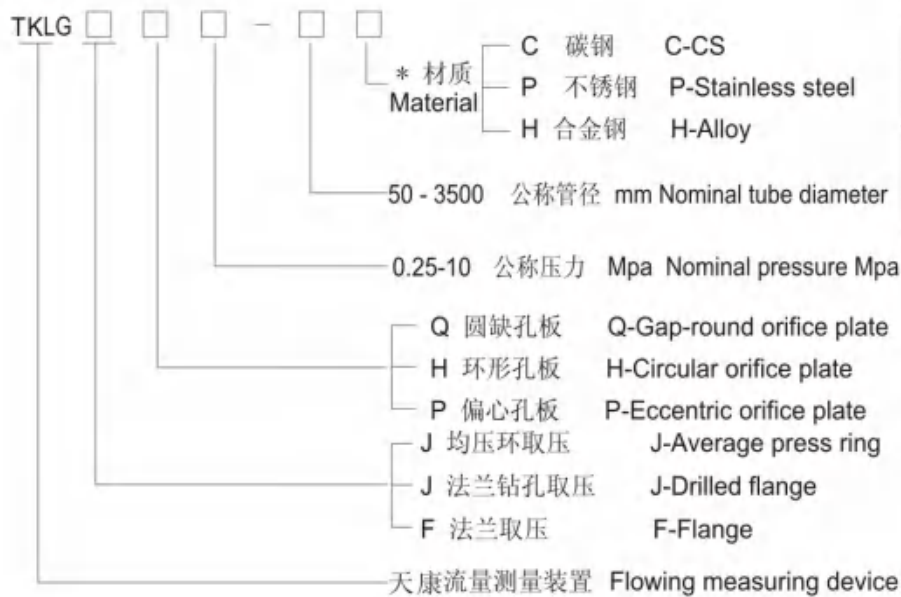 TKLG □ □ □ - □ □
C 碳钢 C-CS
* 材质 P 不锈钢 P-Stainless steel
Material
H 合金钢 H-Alloy
50 - 3500 公称管径 mm Nominal tube diameter
0.25-10 公称压力 Mpa Nominal pressure Mpa
Q 圆缺孔板 Q-Gap-round orifice plate
H 环形孔板 H-Circular orifice plate
P 偏心孔板 P-Eccentric orifice plate
J 均压环取压 J-Average press ring
J 法兰钻孔取压 J-Drilled flange
F 法兰取压 F-Flange
天康流量测量装置 Flowing measuring device